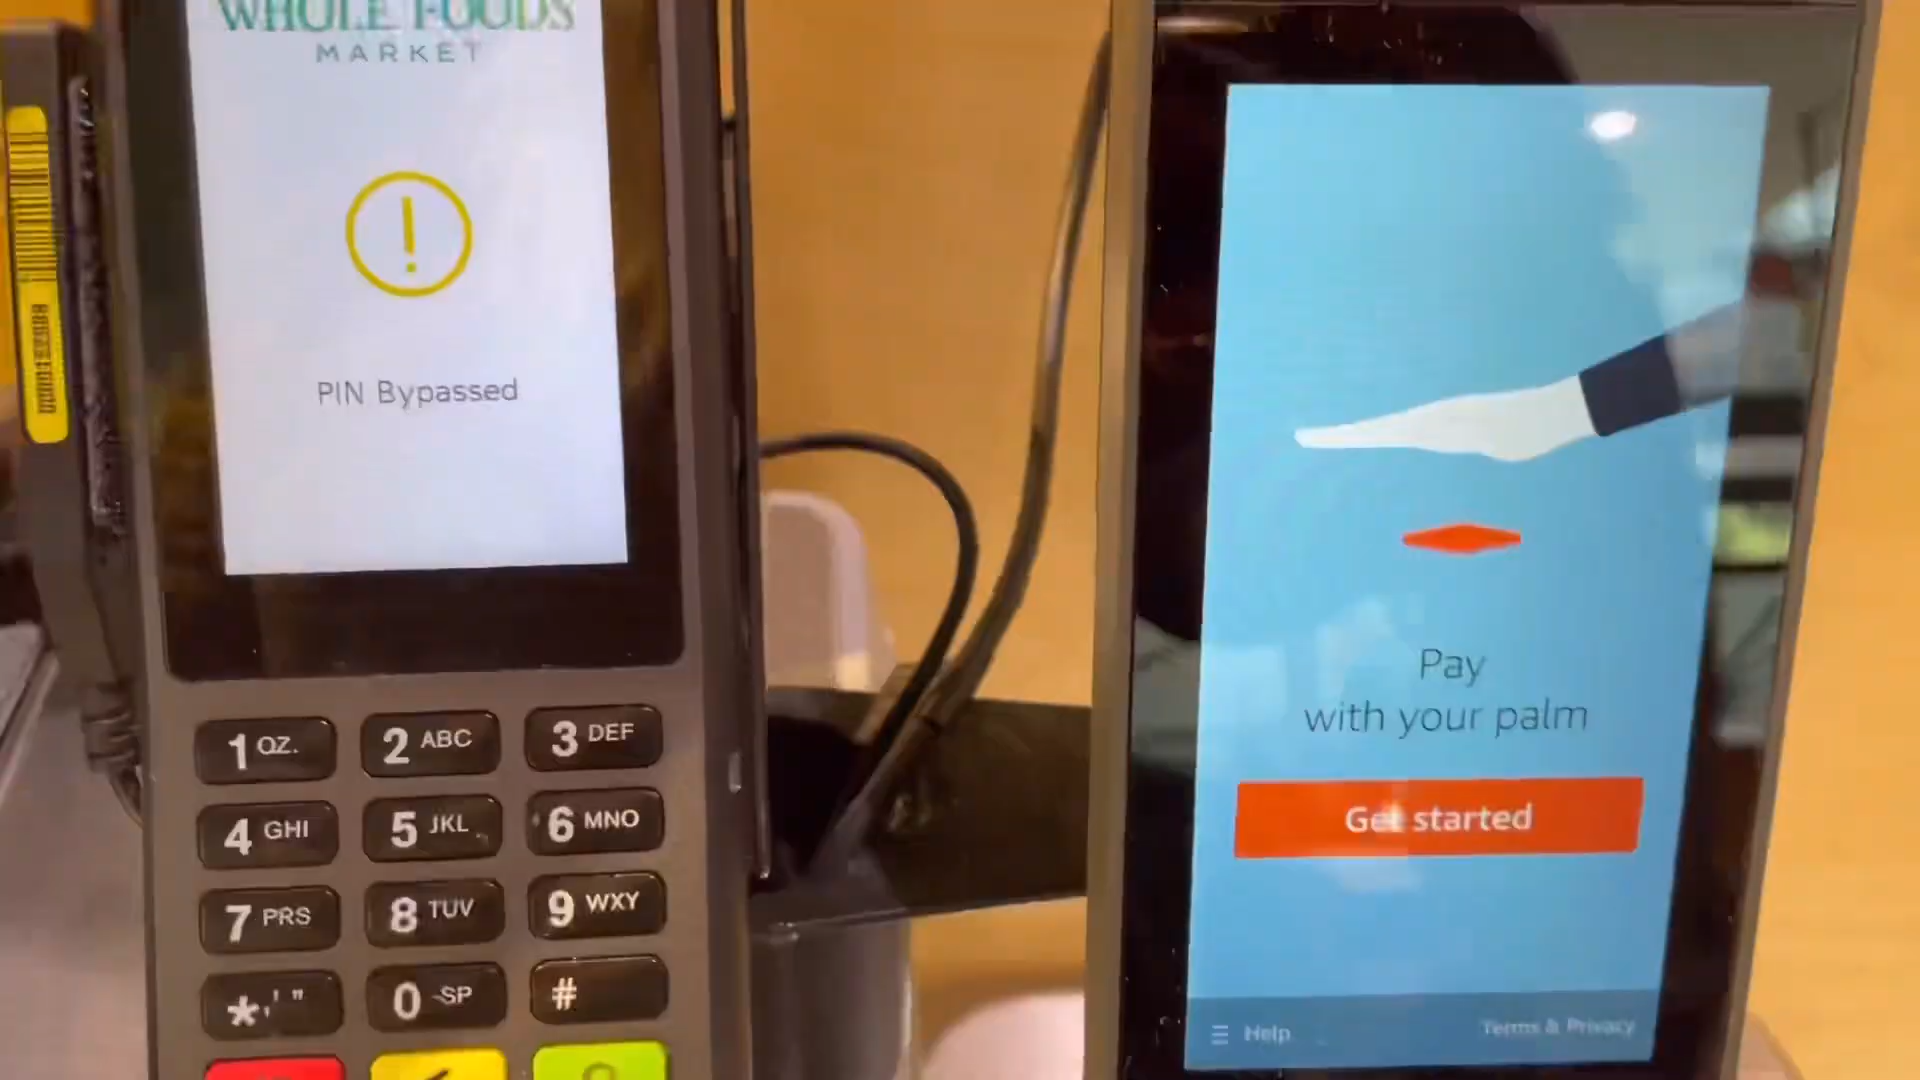 WHOLE FOODS
MARKET
PIN Bypassed
1 QZ.
2 ABC
3 DEF
4 GHI
5 JKL
6 MNO
7 PRS
8 TUV
9 WXY
*,' "
0 -SP
#
Pay
with your palm
Get started
Help
Terms & Privacy